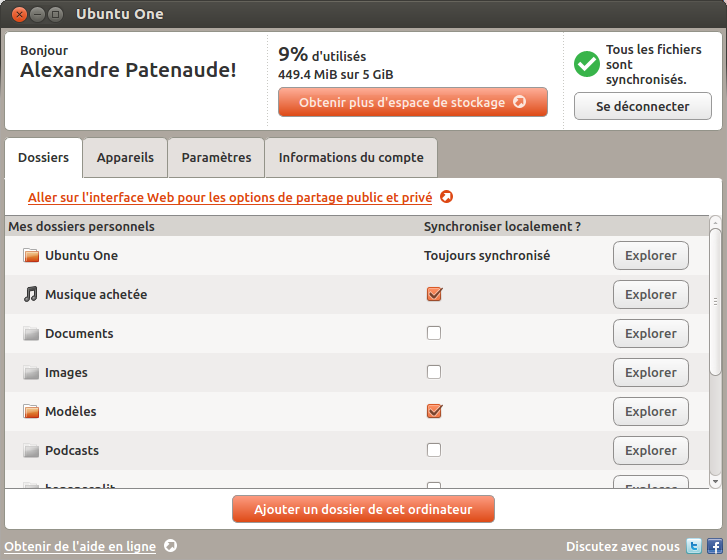 Ubuntu One
Bonjour
Alexandre Patenaude!
9% d'utilisés
449.4 MiB sur 5 GiB
Obtenir plus d'espace de stockage
Tous les fichiers
sont
synchronisés.
Se déconnecter
Dossiers
Appareils
Paramètres
Informations du compte
Aller sur l'interface Web pour les options de partage public et privé
Mes dossiers personnels Synchroniser localement ?
Ubuntu One Toujours synchronisé Explorer
Musique achetée Explorer
Documents Explorer
Images Explorer
Modèles Explorer
Podcasts Explorer
Explorer
Ajouter un dossier de cet ordinateur
Obtenir de l'aide en ligne
Discutez avec nous